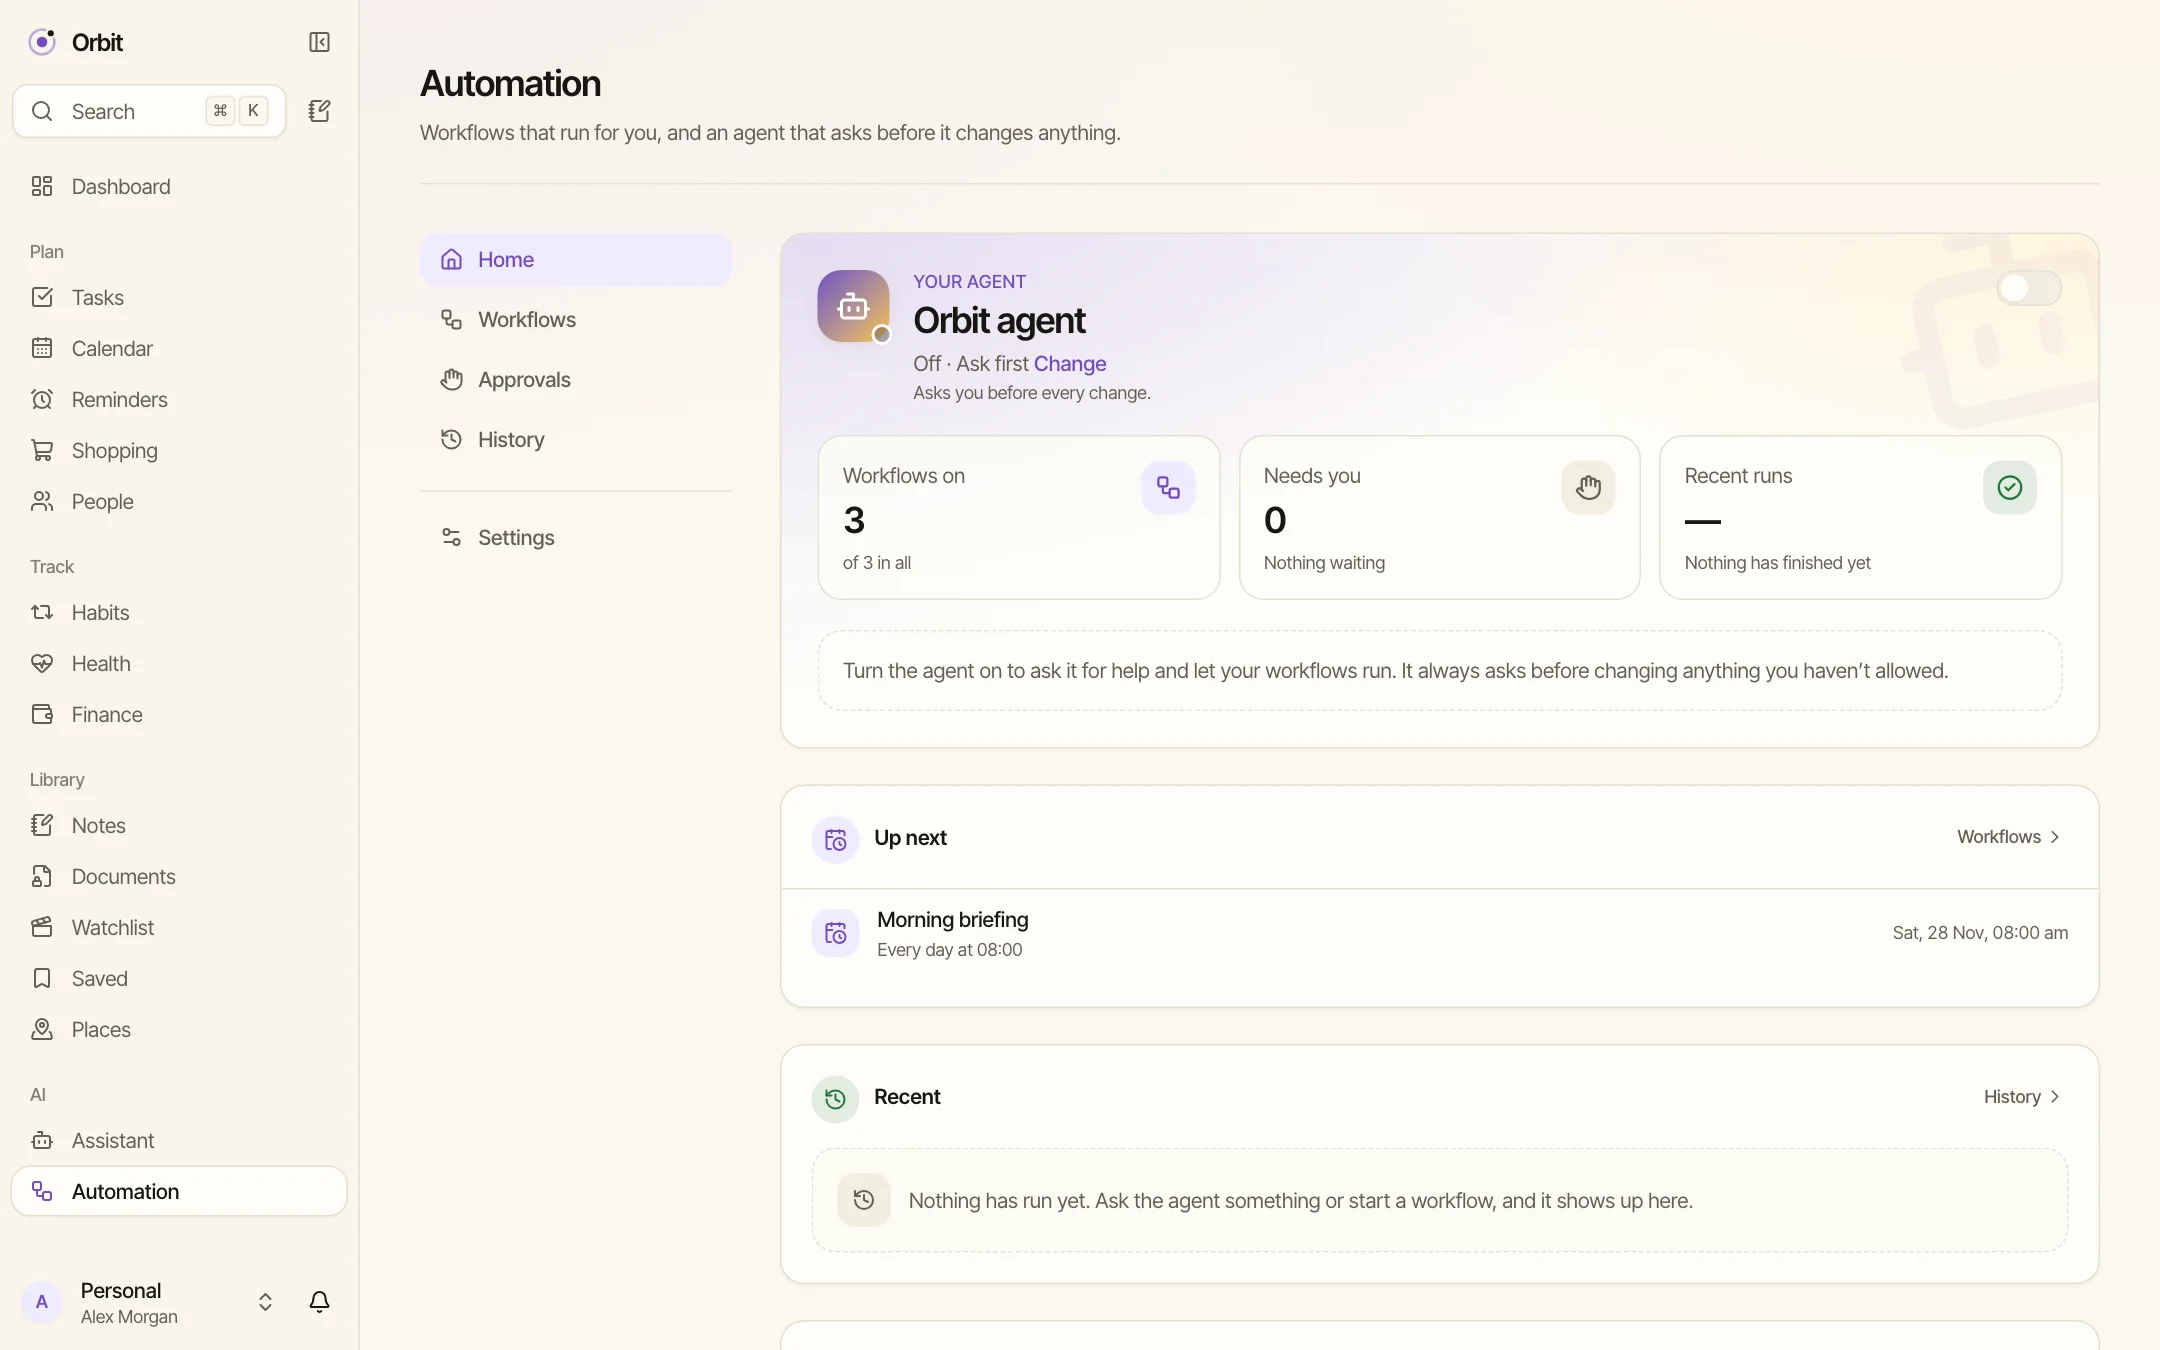 Orbit
Search ⌘ K
Dashboard
Plan
Tasks
Calendar
Reminders
Shopping
People
Track
Habits
Health
Finance
Library
Notes
Documents
Watchlist
Saved
Places
AI
Assistant
Automation
A
Personal
Alex Morgan
Automation
Workflows that run for you, and an agent that asks before it changes anything.
Home
Workflows
Approvals
History
Settings
YOUR AGENT
Orbit agent
Off · Ask first Change
Asks you before every change.
Workflows on
3
of 3 in all
Needs you
0
Nothing waiting
Recent runs
—
Nothing has finished yet
Turn the agent on to ask it for help and let your workflows run. It always asks before changing anything you haven’t allowed.
Up next
Workflows
Morning briefing
Every day at 08:00
Sat, 28 Nov, 08:00 am
Recent
History
Nothing has run yet. Ask the agent something or start a workflow, and it shows up here.